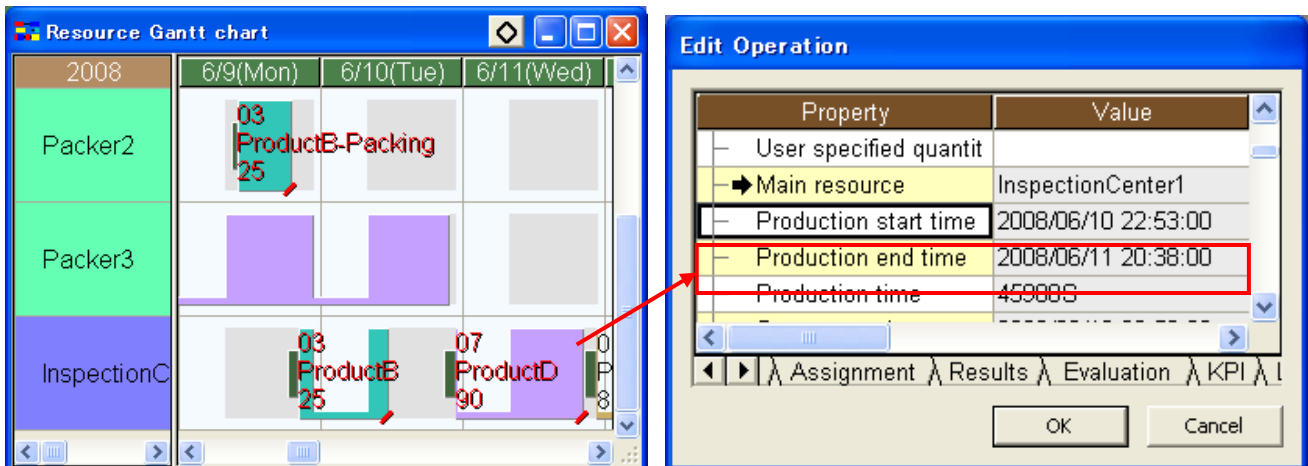 Resource Gantt chart
2008
6/9(Mon)
6/10(Tue)
6/11(Wed)
Packer2
03
ProductB-Packing
25
Packer3
InspectionC
03
ProductB
25
07
ProductD
90
0
P
8
Edit Operation
Property
Value
User specified quantit
Main resource
InspectionCenter1
Production start time
2008/06/10 22:53:00
Production end time
2008/06/11 20:38:00
Production time
Assignment
Results
Evaluation
KPI
OK
Cancel